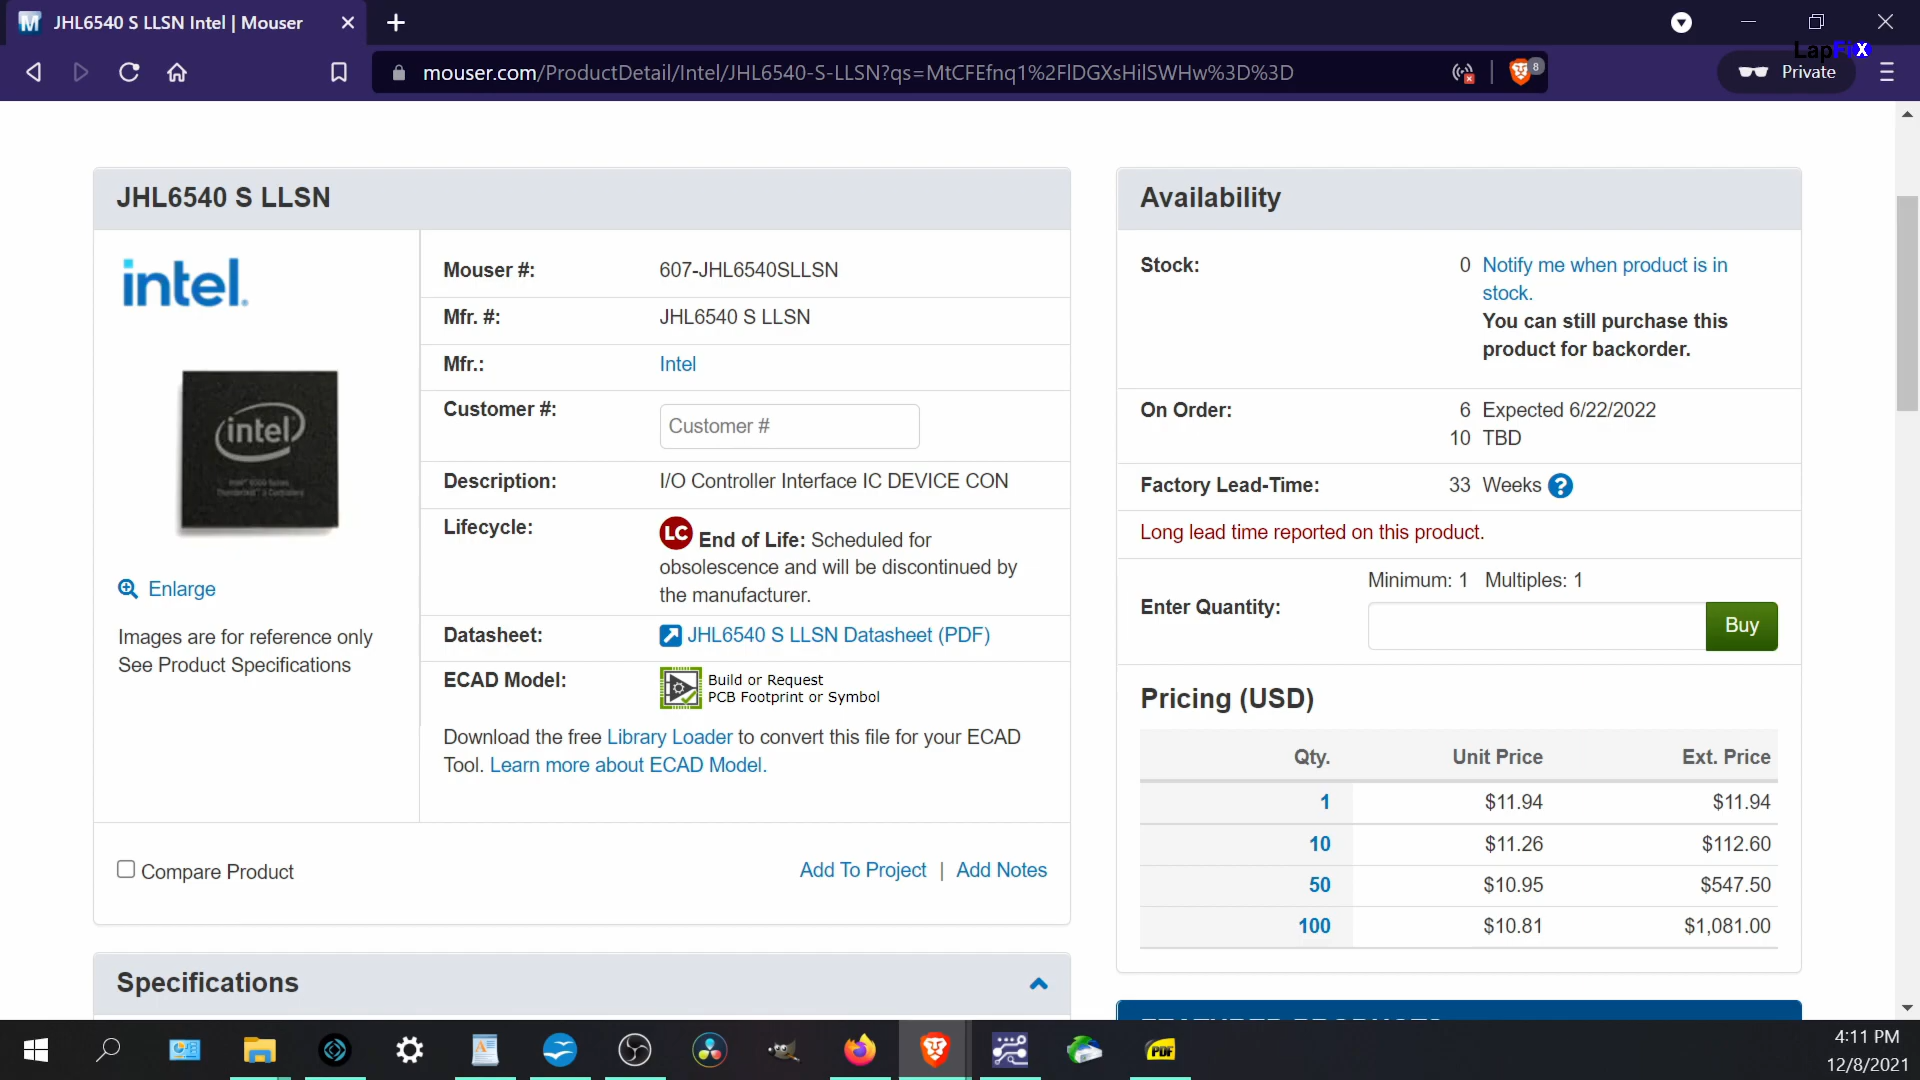 JHL6540 S LLSN Intel | Mouser
LapFix
mouser.com/ProductDetail/Intel/JHL6540-S-LLSN?qs=MtCFEfnq1%2FlDGXsHilSWHw%3D%3D
8
Private
JHL6540 S LLSN
intel.
intel
Enlarge
Images are for reference only
See Product Specifications
Mouser #: 607-JHL6540SLLSN
Mfr. #: JHL6540 S LLSN
Mfr.: Intel
Customer #: Customer #
Description: I/O Controller Interface IC DEVICE CON
Lifecycle: LC End of Life: Scheduled for
obsolescence and will be discontinued by
the manufacturer.
Datasheet: JHL6540 S LLSN Datasheet (PDF)
ECAD Model: Build or Request
PCB Footprint or Symbol
Download the free Library Loader to convert this file for your ECAD
Tool. Learn more about ECAD Model.
Compare Product
Add To Project | Add Notes
Specifications
Availability
Stock: 0 Notify me when product is in
stock.
You can still purchase this
product for backorder.
On Order: 6 Expected 6/22/2022
10 TBD
Factory Lead-Time: 33 Weeks ?
Long lead time reported on this product.
Minimum: 1 Multiples: 1
Enter Quantity: Buy
Pricing (USD)
Qty. Unit Price Ext. Price
1 $11.94 $11.94
10 $11.26 $112.60
50 $10.95 $547.50
100 $10.81 $1,081.00
PDF
4:11 PM
12/8/2021